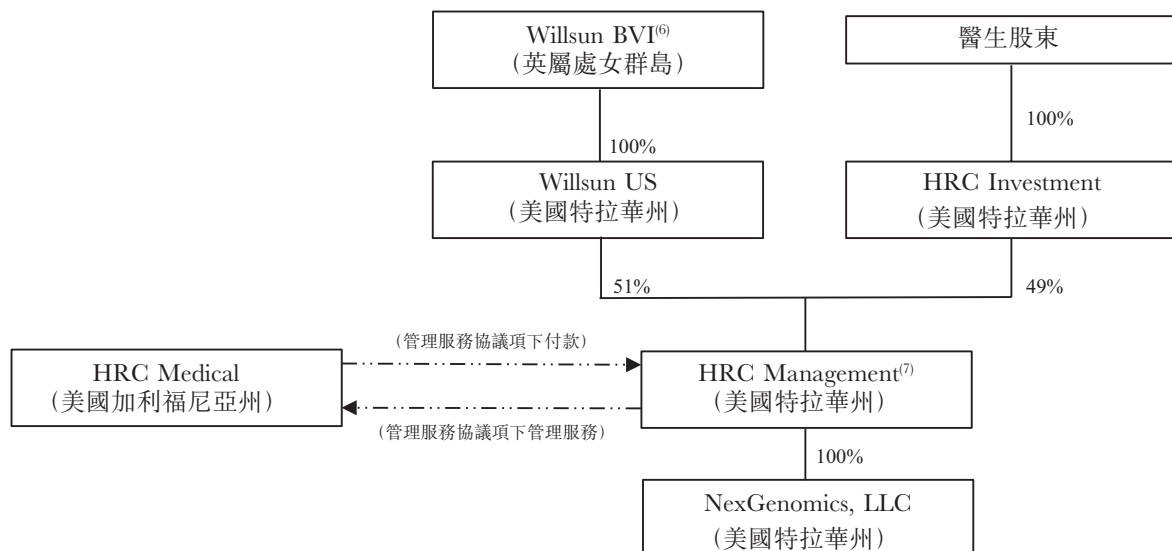 Willsun BVI(6)
（英屬處女群島）
醫生股東
100%
100%
Willsun US
（美國特拉華州）
HRC Investment
（美國特拉華州）
51%
49%
（管理服務協議項下付款）
HRC Medical
（美國加利福尼亞州）
HRC Management(7)
（美國特拉華州）
（管理服務協議項下管理服務）
100%
NexGenomics, LLC
（美國特拉華州）